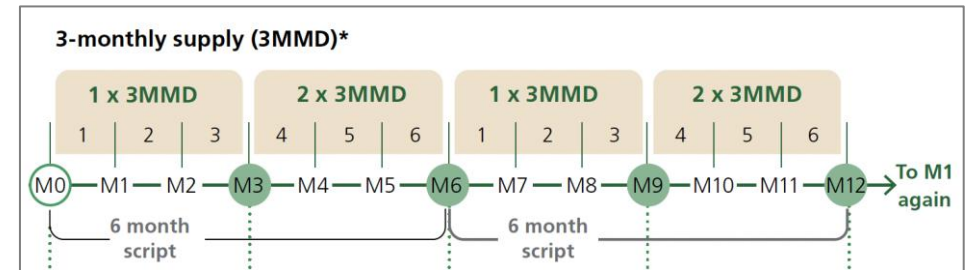 3-monthly supply (3MMD)*
1 x 3MMD 2 x 3MMD 1 x 3MMD 2 x 3MMD
1 2 3 4 5 6 1 2 3 4 5 6
M0 M1 M2 M3 M4 M5 M6 M7 M8 M9 M10 M11 M12 To M1
again
6 month 6 month
script script